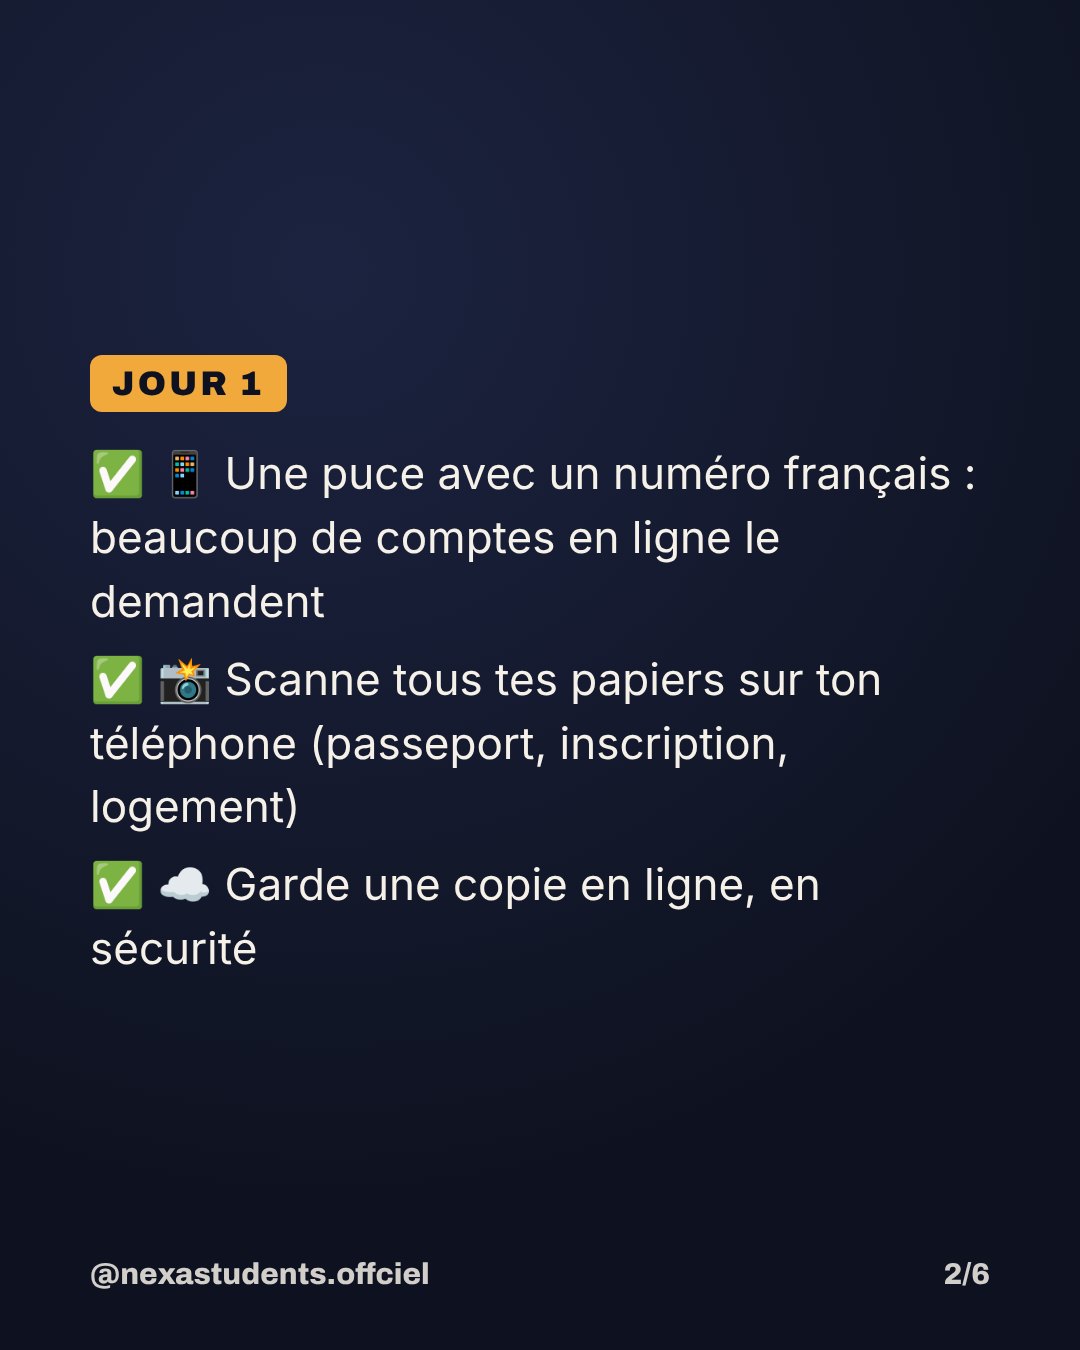 JOUR 1
✅ 📱 Une puce avec un numéro français :
beaucoup de comptes en ligne le
demandent
✅ 📸 Scanne tous tes papiers sur ton
téléphone (passeport, inscription,
logement)
✅ ☁️ Garde une copie en ligne, en
sécurité
@nexastudents.offciel
2/6